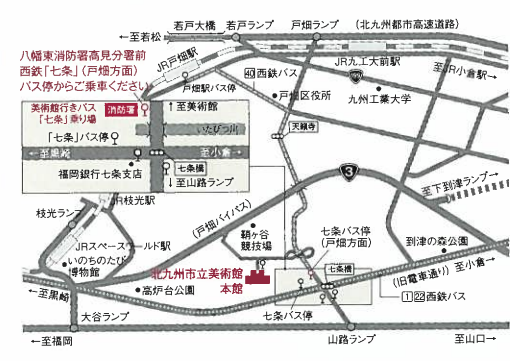 若戸大橋
若戸ランプ
戸畑ランプ
(北九州都市高速道路)
←至若松
八幡東消防署高見分署前
西鉄「七条」(戸畑方面)
バス停からご乗車ください
JR戸畑駅
JR九工大前駅
至JR小倉駅→
戸畑駅バス停
40西鉄バス
戸畑区役所
九州工業大学
美術館行きバス
「七条」乗り場
消防署
↑至美術館
いたびつ川
「七条」バス停
←至黒崎
至小倉→
福岡銀行七条支店
七条橋
↓至山路ランプ
天籟寺
3
至下到津ランプ→
JR枝光駅
枝光ランプ
(戸畑バイパス)
鞘ヶ谷
競技場
七条バス停
(戸畑方面)
到津の森公園
JRスペースワールド駅
いのちのたび
博物館
北九州市立美術館
本館
七条橋
(旧電車通り)
至小倉→
←至黒崎
高炉台公園
1 22西鉄バス
七条バス停
大谷ランプ
山路ランプ
←至福岡
至山口→